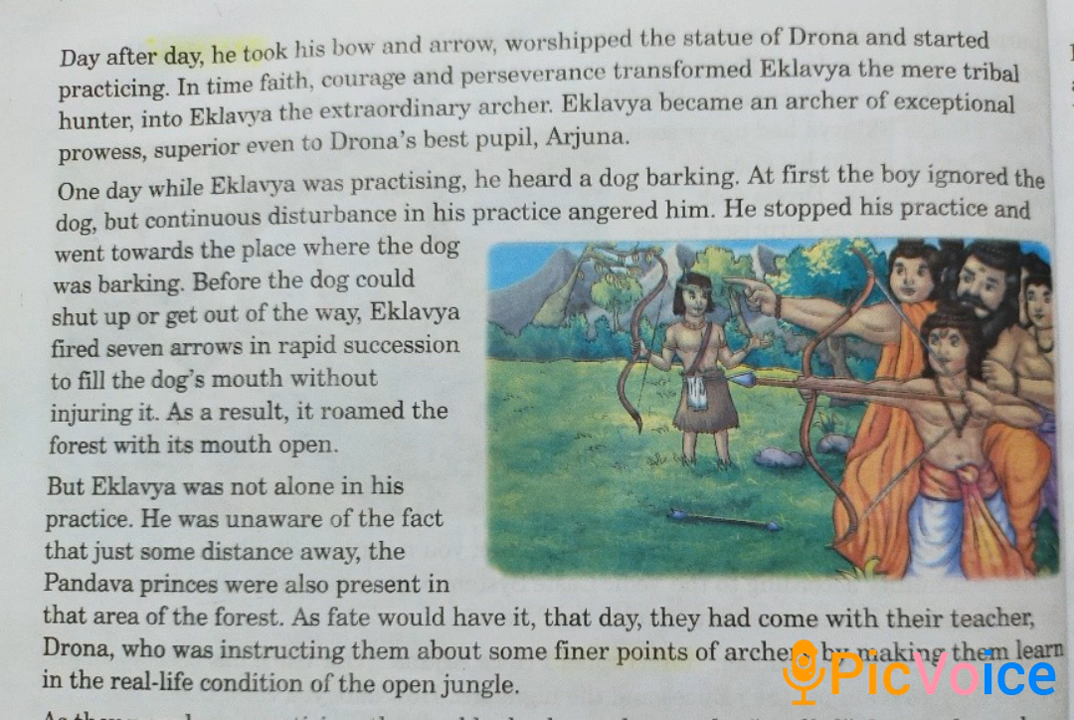 Day after day, he took his bow and arrow, worshipped the statue of Drona and started
practicing. In time faith, courage and perseverance transformed Eklavya the mere tribal
hunter, into Eklavya the extraordinary archer. Eklavya became an archer of exceptional
prowess, superior even to Drona's best pupil, Arjuna.
One day while Eklavya was practising, he heard a dog barking. At first the boy ignored the
dog, but continuous disturbance in his practice angered him. He stopped his practice and
went towards the place where the dog
was barking. Before the dog could
shut up or get out of the way, Eklavya
fired seven arrows in rapid succession
to fill the dog's mouth without
injuring it. As a result, it roamed the
forest with its mouth open.
But Eklavya was not alone in his
practice. He was unaware of the fact
that just some distance away, the
Pandava princes were also present in
that area of the forest. As fate would have it, that day, they had come with their teacher,
Drona, who was instructing them about some finer points of archery by making them learn
in the real-life condition of the open jungle.
PicVoice